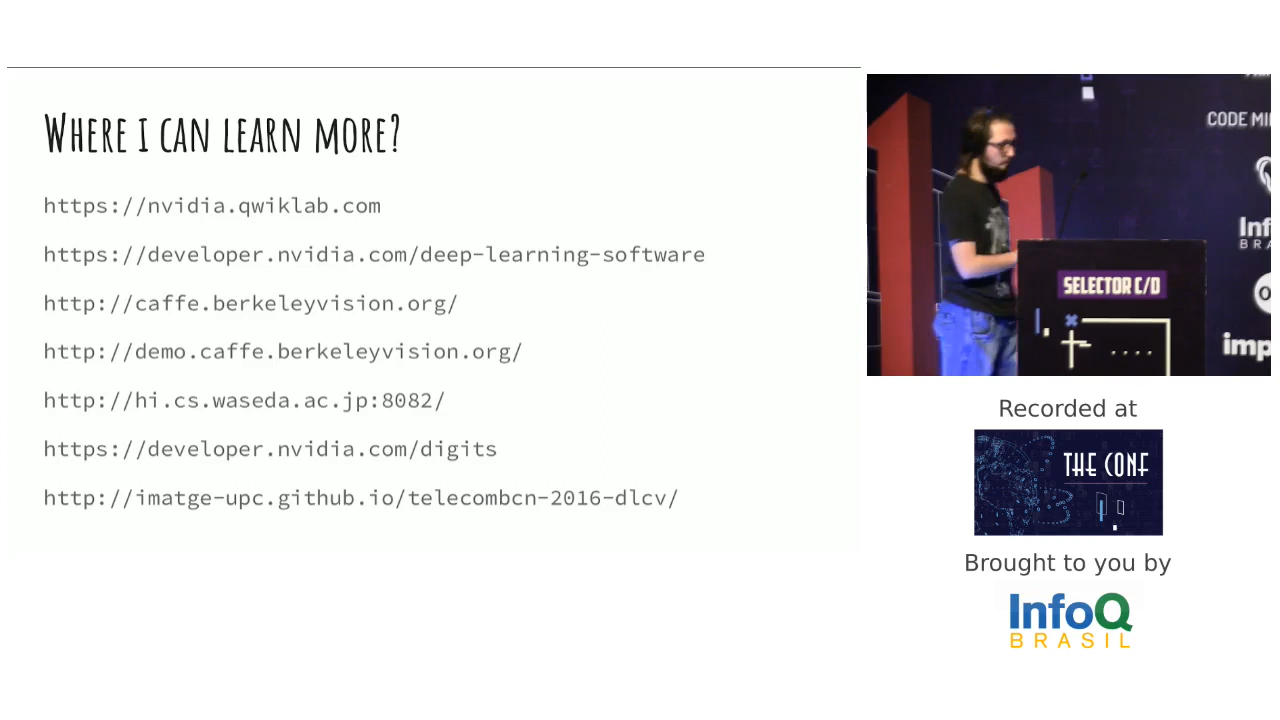 WHERE I CAN LEARN MORE?
https://nvidia.qwiklab.com
https://developer.nvidia.com/deep-learning-software
http://caffe.berkeleyvision.org/
http://demo.caffe.berkeleyvision.org/
http://hi.cs.waseda.ac.jp:8082/
https://developer.nvidia.com/digits
http://imatge-upc.github.io/telecombcn-2016-dlcv/
CODE MI
Inf
BRA
SELECTOR C/D
imp
Recorded at
THE CONF
Brought to you by
InfoQ
BRASIL